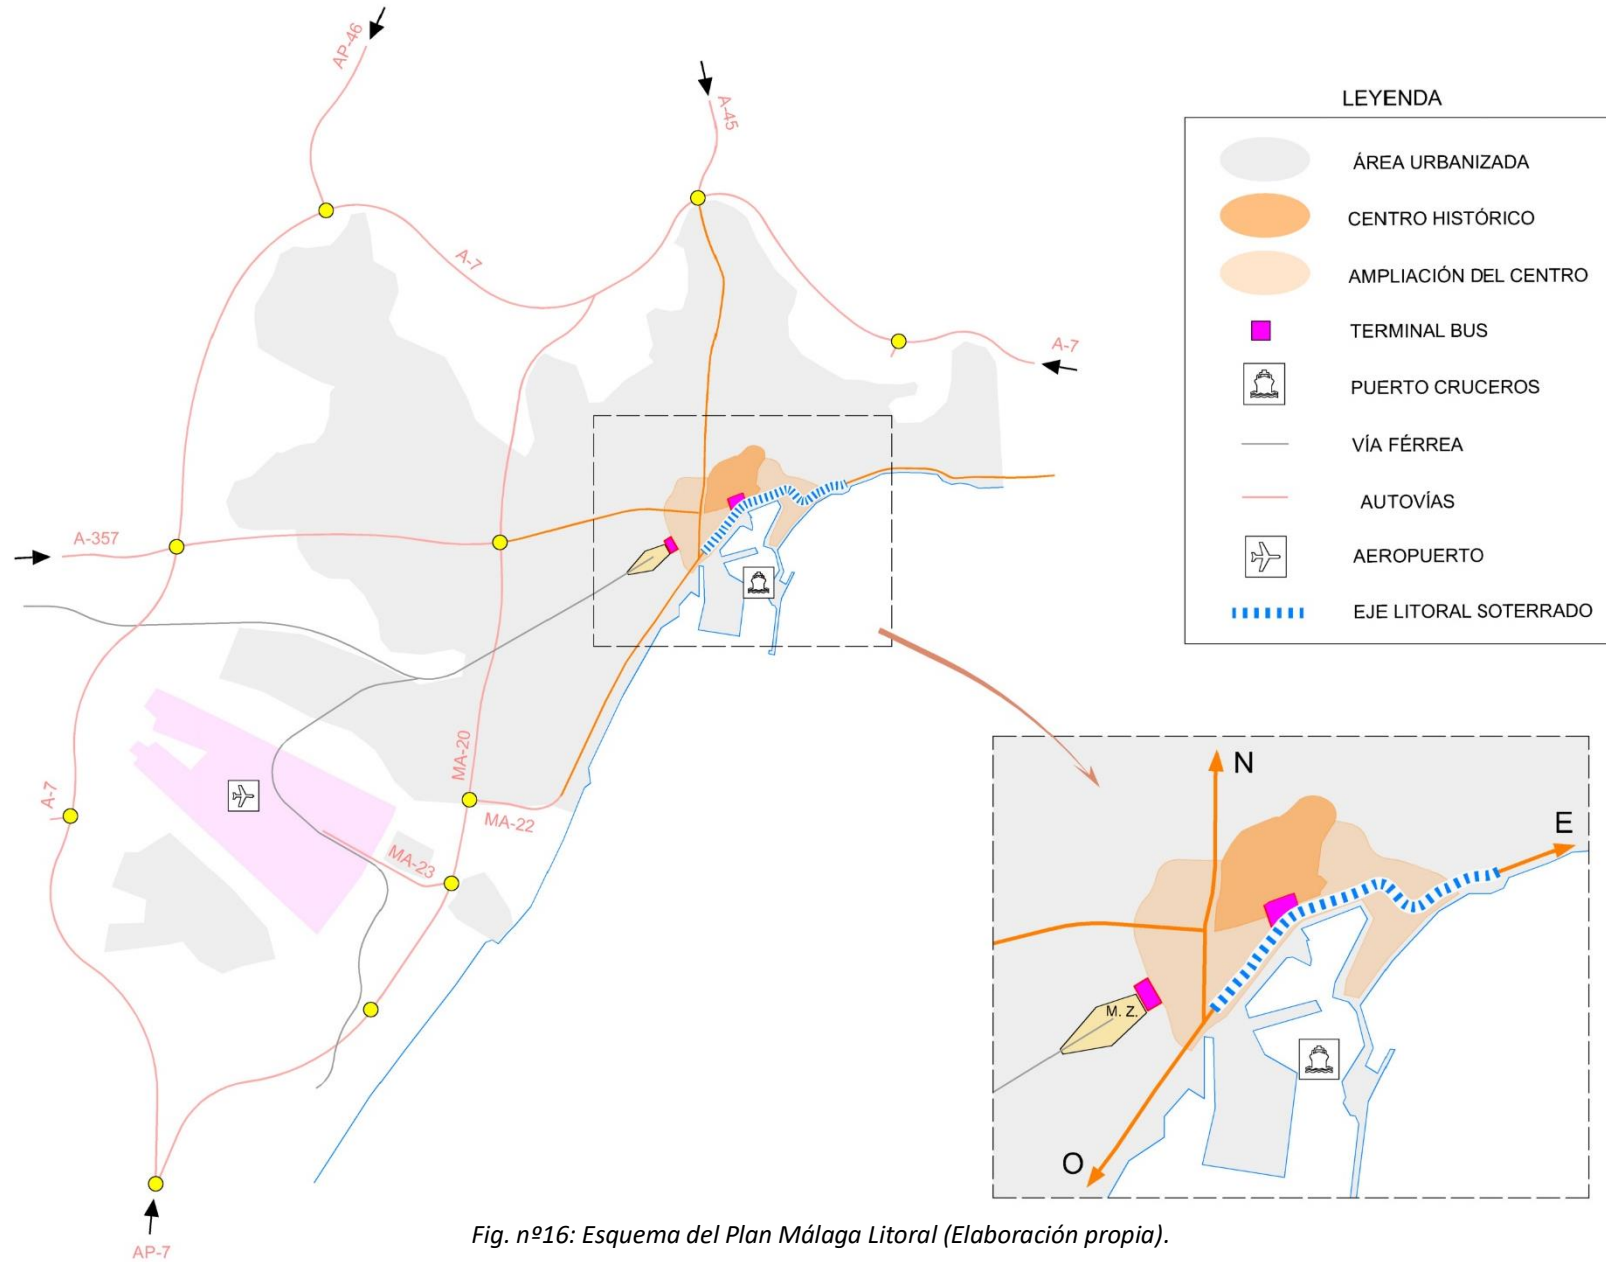 AP-46
A-45
A-7
A-7
A-357
A-7
MA-20
MA-22
MA-23
AP-7
LEYENDA
ÁREA URBANIZADA
CENTRO HISTÓRICO
AMPLIACIÓN DEL CENTRO
TERMINAL BUS
PUERTO CRUCEROS
VÍA FÉRREA
AUTOVÍAS
AEROPUERTO
EJE LITORAL SOTERRADO
N
E
M. Z.
O
Fig. nº16: Esquema del Plan Málaga Litoral (Elaboración propia).